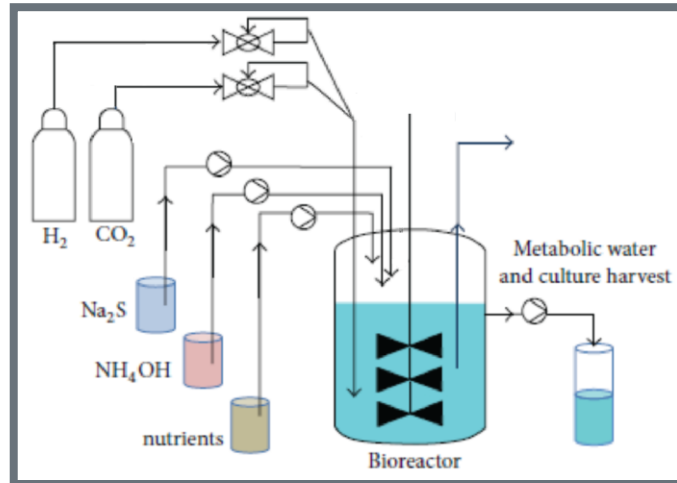 H₂
CO₂
Na₂S
NH₄OH
nutrients
Metabolic water
and culture harvest
Bioreactor